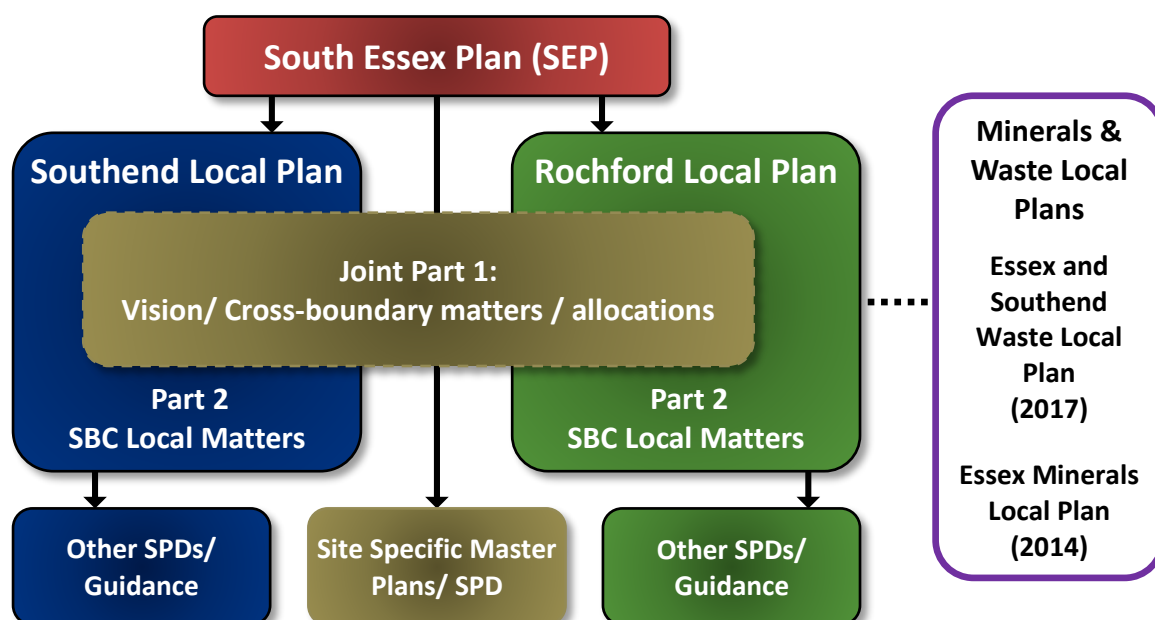 South Essex Plan (SEP)
Southend Local Plan
Rochford Local Plan
Joint Part 1:
Vision/ Cross-boundary matters / allocations
Part 2
SBC Local Matters
Part 2
SBC Local Matters
Other SPDs/
Guidance
Site Specific Master
Plans/ SPD
Other SPDs/
Guidance
Minerals &
Waste Local
Plans
Essex and
Southend
Waste Local
Plan
(2017)
Essex Minerals
Local Plan
(2014)